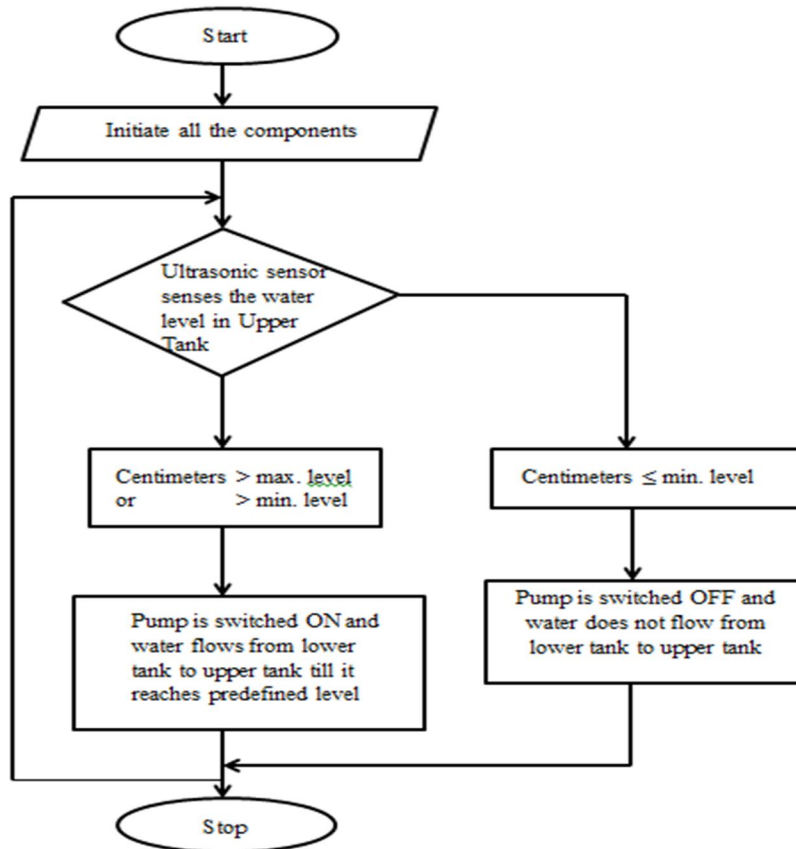 Start
Initiate all the components
Ultrasonic sensor
senses the water
level in Upper
Tank
Centimeters > max. level
or > min. level
Centimeters ≤ min. level
Pump is switched ON and
water flows from lower
tank to upper tank till it
reaches predefined level
Pump is switched OFF and
water does not flow from
lower tank to upper tank
Stop